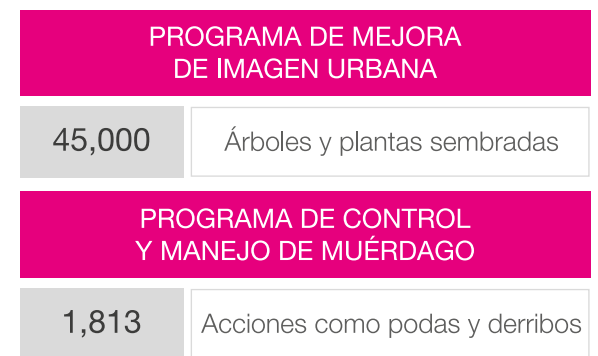 PROGRAMA DE MEJORA
DE IMAGEN URBANA
45,000 Árboles y plantas sembradas
PROGRAMA DE CONTROL
Y MANEJO DE MUÉRDAGO
1,813 Acciones como podas y derribos